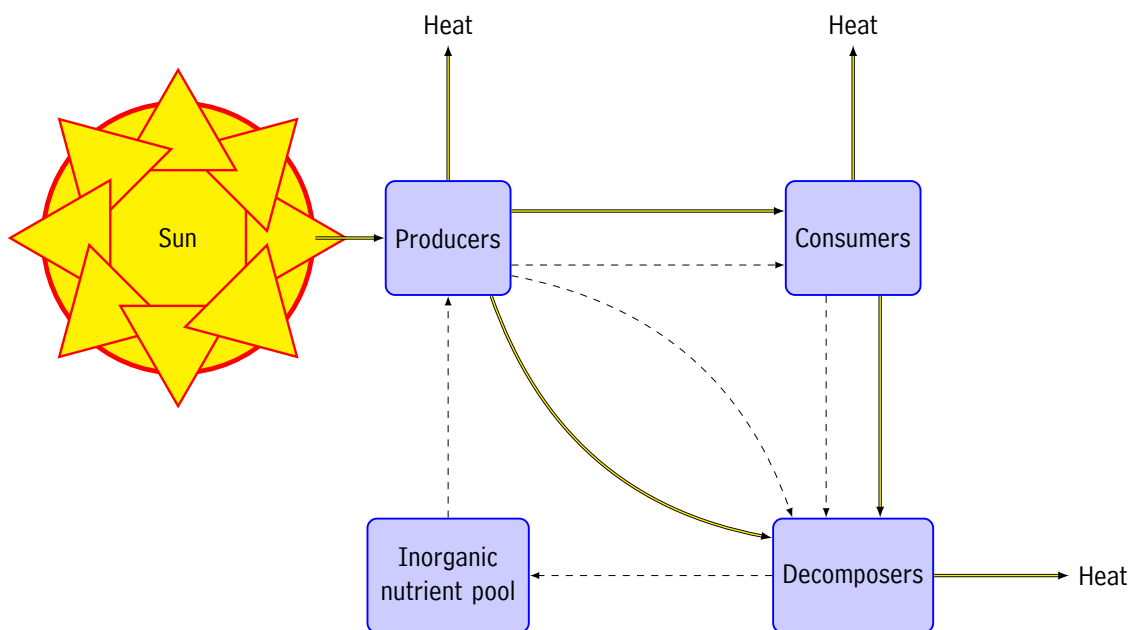 Heat
Heat
Sun
Producers
Consumers
Inorganic
nutrient pool
Decomposers
Heat